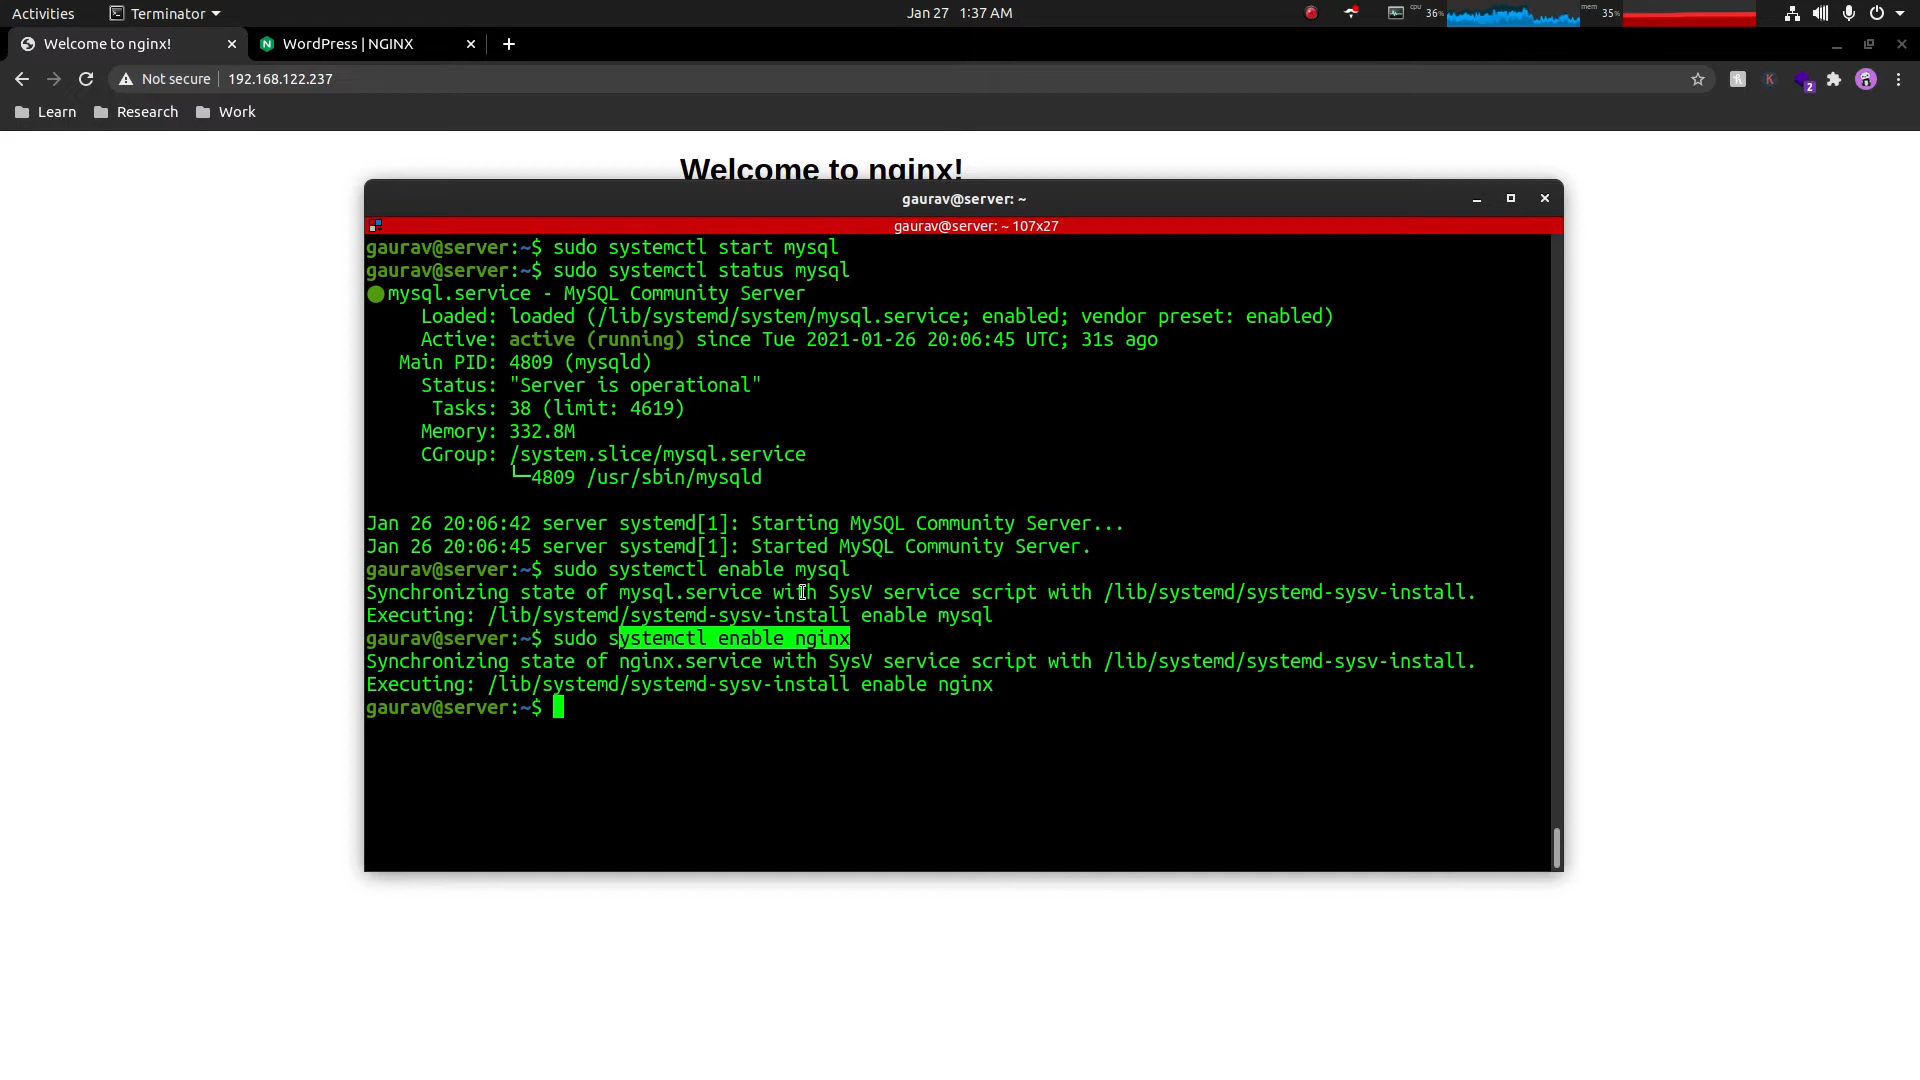 Activities Terminator Jan 27 1:37 AM cpu 36% mem 35%
Welcome to nginx! WordPress | NGINX
Not secure 192.168.122.237 K 2
Learn Research Work
Welcome to nginx!
gaurav@server: ~
gaurav@server: ~ 107x27
gaurav@server:~$ sudo systemctl start mysql
gaurav@server:~$ sudo systemctl status mysql
mysql.service - MySQL Community Server
Loaded: loaded (/lib/systemd/system/mysql.service; enabled; vendor preset: enabled)
Active: active (running) since Tue 2021-01-26 20:06:45 UTC; 31s ago
Main PID: 4809 (mysqld)
Status: "Server is operational"
Tasks: 38 (limit: 4619)
Memory: 332.8M
CGroup: /system.slice/mysql.service
└─4809 /usr/sbin/mysqld
Jan 26 20:06:42 server systemd[1]: Starting MySQL Community Server...
Jan 26 20:06:45 server systemd[1]: Started MySQL Community Server.
gaurav@server:~$ sudo systemctl enable mysql
Synchronizing state of mysql.service with SysV service script with /lib/systemd/systemd-sysv-install.
Executing: /lib/systemd/systemd-sysv-install enable mysql
gaurav@server:~$ sudo systemctl enable nginx
Synchronizing state of nginx.service with SysV service script with /lib/systemd/systemd-sysv-install.
Executing: /lib/systemd/systemd-sysv-install enable nginx
gaurav@server:~$